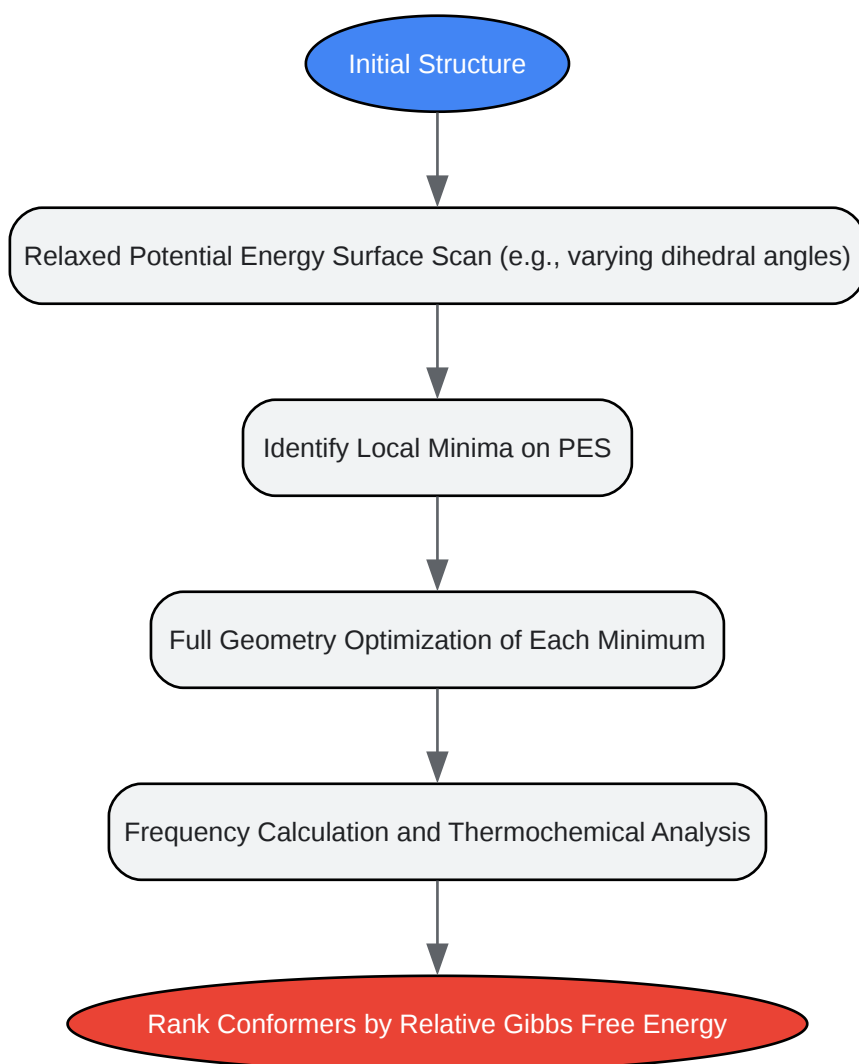 Initial Structure
Relaxed Potential Energy Surface Scan (e.g., varying dihedral angles)
Identify Local Minima on PES
Full Geometry Optimization of Each Minimum
Frequency Calculation and Thermochemical Analysis
Rank Conformers by Relative Gibbs Free Energy